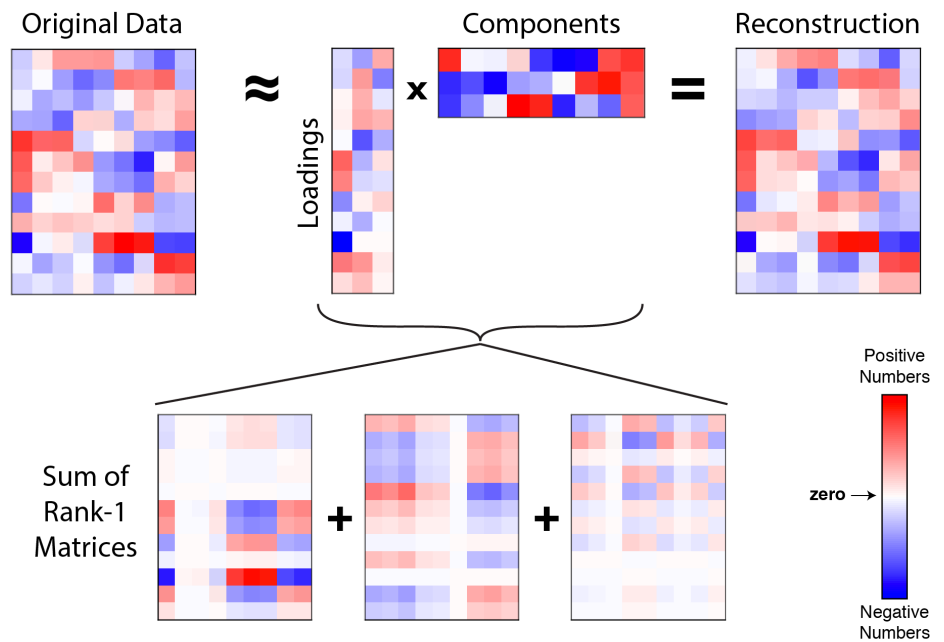 Original Data
≈
Loadings
x
Components
=
Reconstruction
Sum of
Rank-1
Matrices
+
+
Positive
Numbers
zero →
Negative
Numbers